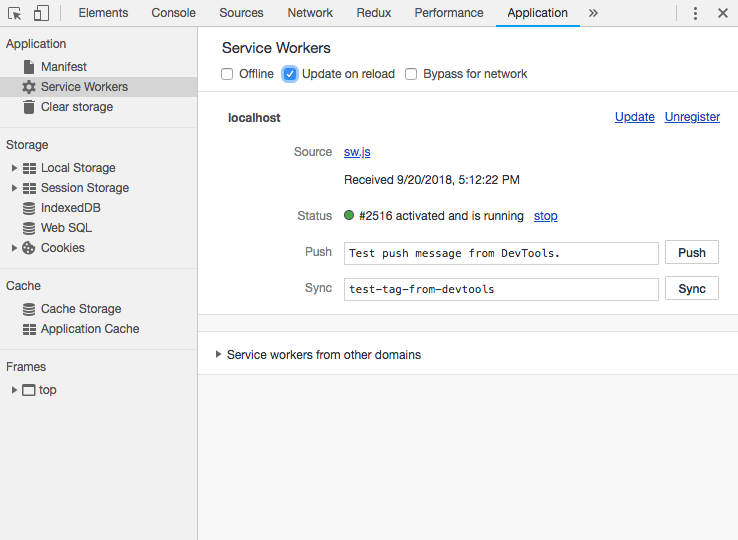 Elements Console Sources Network Redux Performance Application »
Application
Manifest
Service Workers
Clear storage
Storage
Local Storage
Session Storage
IndexedDB
Web SQL
Cookies
Cache
Cache Storage
Application Cache
Frames
top
Service Workers
Offline Update on reload Bypass for network
localhost Update Unregister
Source sw.js
Received 9/20/2018, 5:12:22 PM
Status #2516 activated and is running stop
Push Test push message from DevTools. Push
Sync test-tag-from-devtools Sync
Service workers from other domains